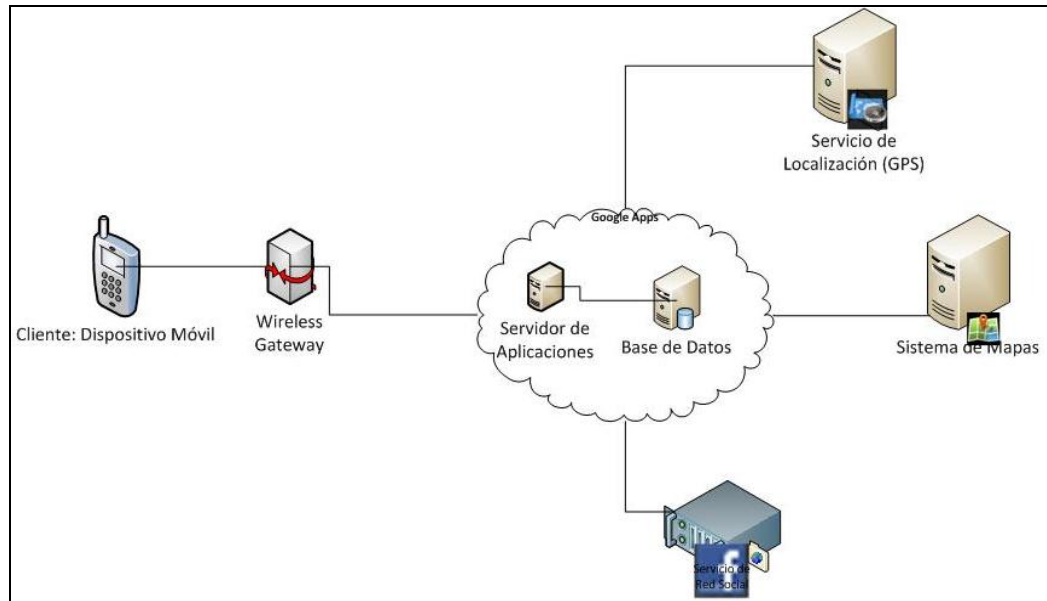 Servicio de
Localización (GPS)
Google Apps
Cliente: Dispositivo Móvil
Wireless
Gateway
Servidor de
Aplicaciones
Base de Datos
Sistema de Mapas
f
Servicio de
Red Social